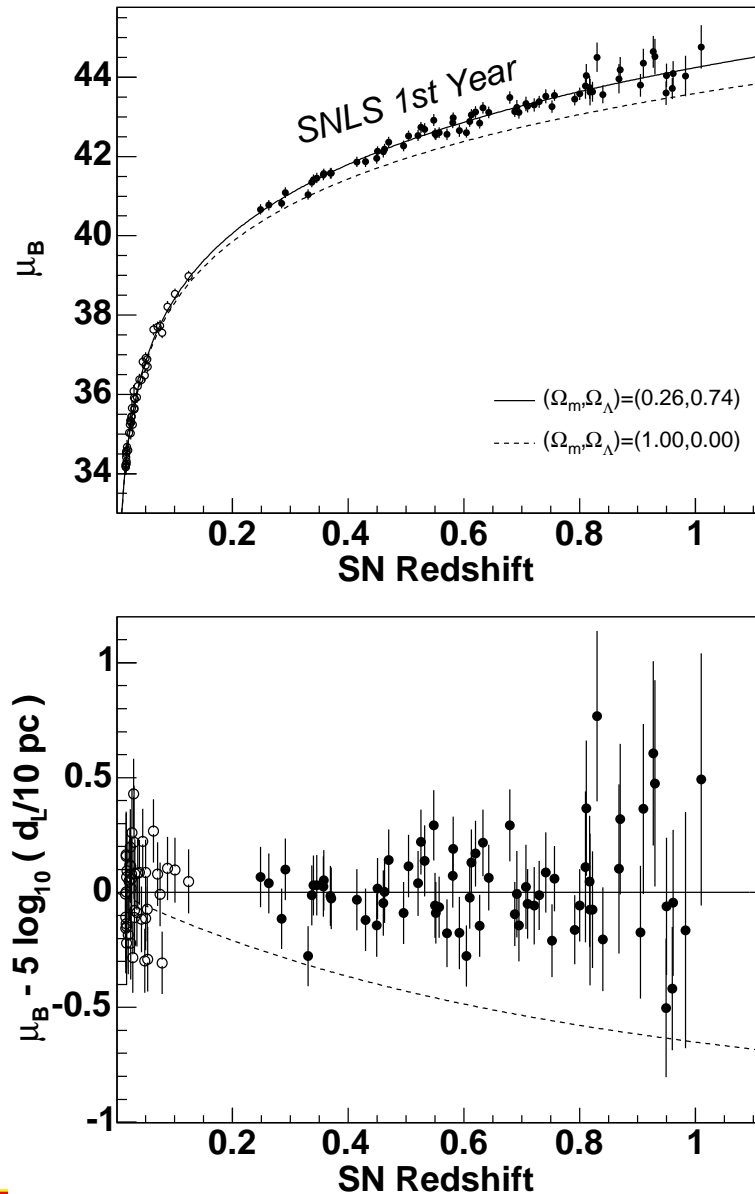 44
42
40
38
36
34
μB
SNLS 1st Year
(Ωm,ΩΛ)=(0.26,0.74)
(Ωm,ΩΛ)=(1.00,0.00)
0.2 0.4 0.6 0.8 1
SN Redshift
1
0.5
0
-0.5
-1
μB - 5 log10 ( dL/10 pc )
0.2 0.4 0.6 0.8 1
SN Redshift